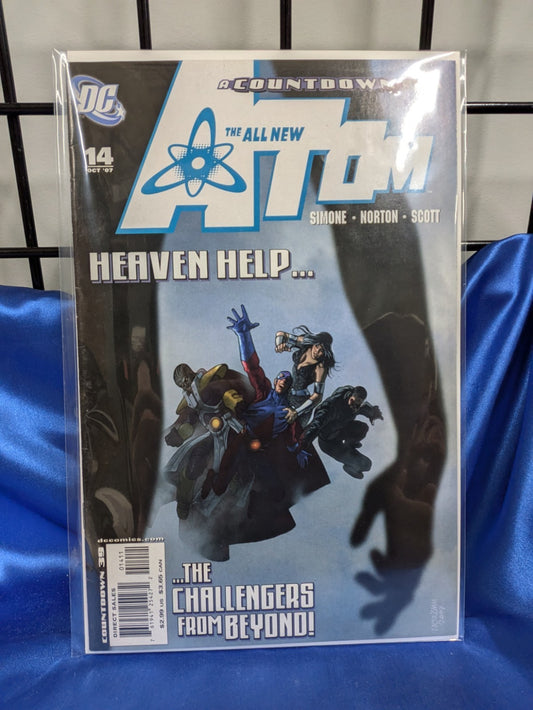 A COUNTDOWN
DC
THE ALL NEW
ATOM
14
OCT '07
SIMONE • NORTON • SCOTT
HEAVEN HELP...
...THE
CHALLENGERS
FROM BEYOND!
dccomics.com
COUNTDOWN 39
DIRECT SALES
01411
$2.99 US $3.65 CAN